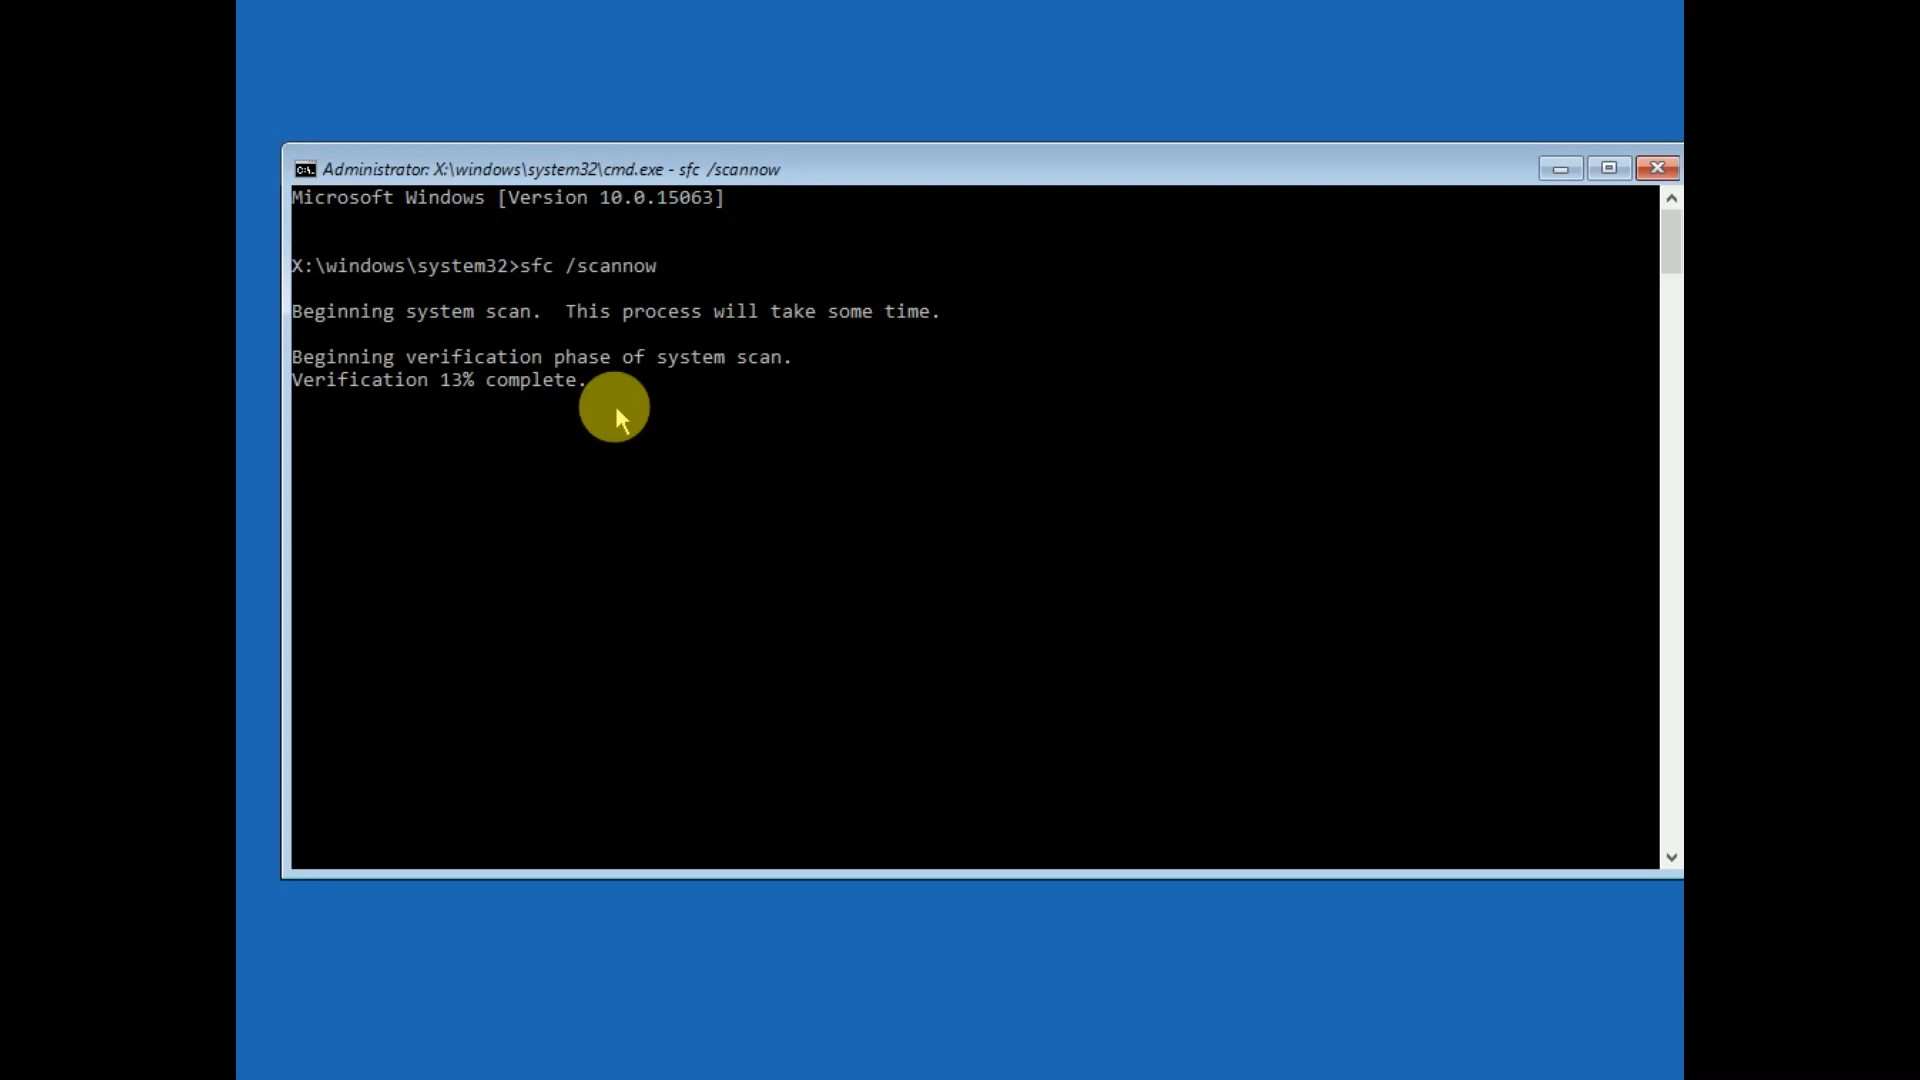 Administrator: X:\windows\system32\cmd.exe - sfc /scannow
Microsoft Windows [Version 10.0.15063]
X:\windows\system32>sfc /scannow
Beginning system scan.  This process will take some time.
Beginning verification phase of system scan.
Verification 13% complete.